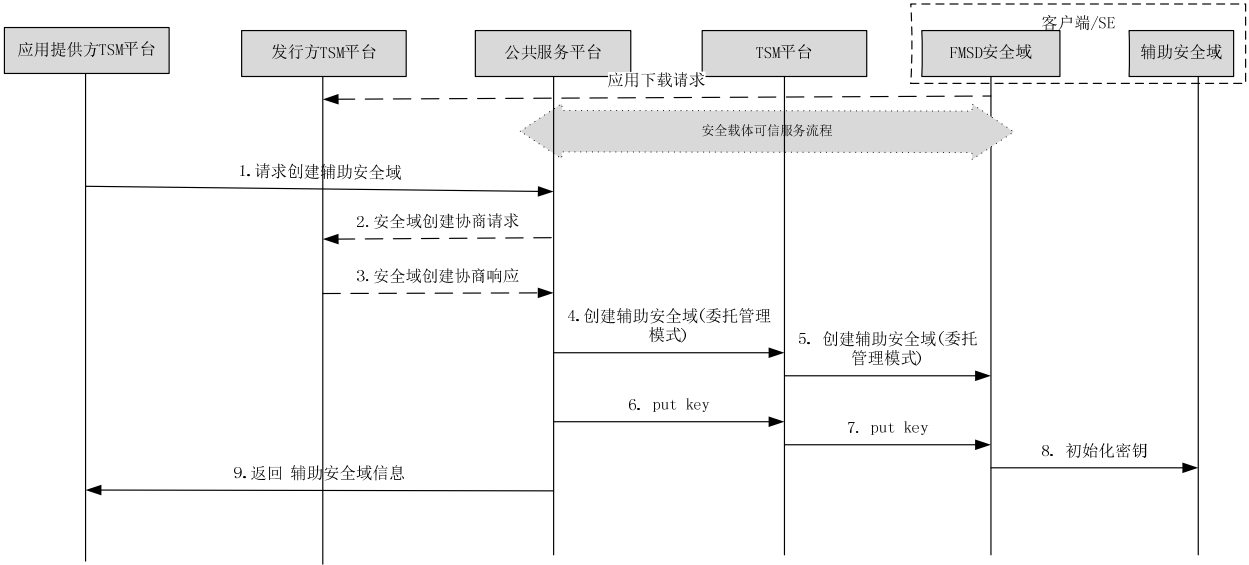 客户端/SE
应用提供方TSM平台
发行方TSM平台
公共服务平台
TSM平台
FMSD安全域
辅助安全域
应用下载请求
安全载体可信服务流程
1.请求创建辅助安全域
2.安全域创建协商请求
3.安全域创建协商响应
4.创建辅助安全域(委托管理
模式)
5. 创建辅助安全域(委托
管理模式)
6. put key
7. put key
8. 初始化密钥
9.返回 辅助安全域信息